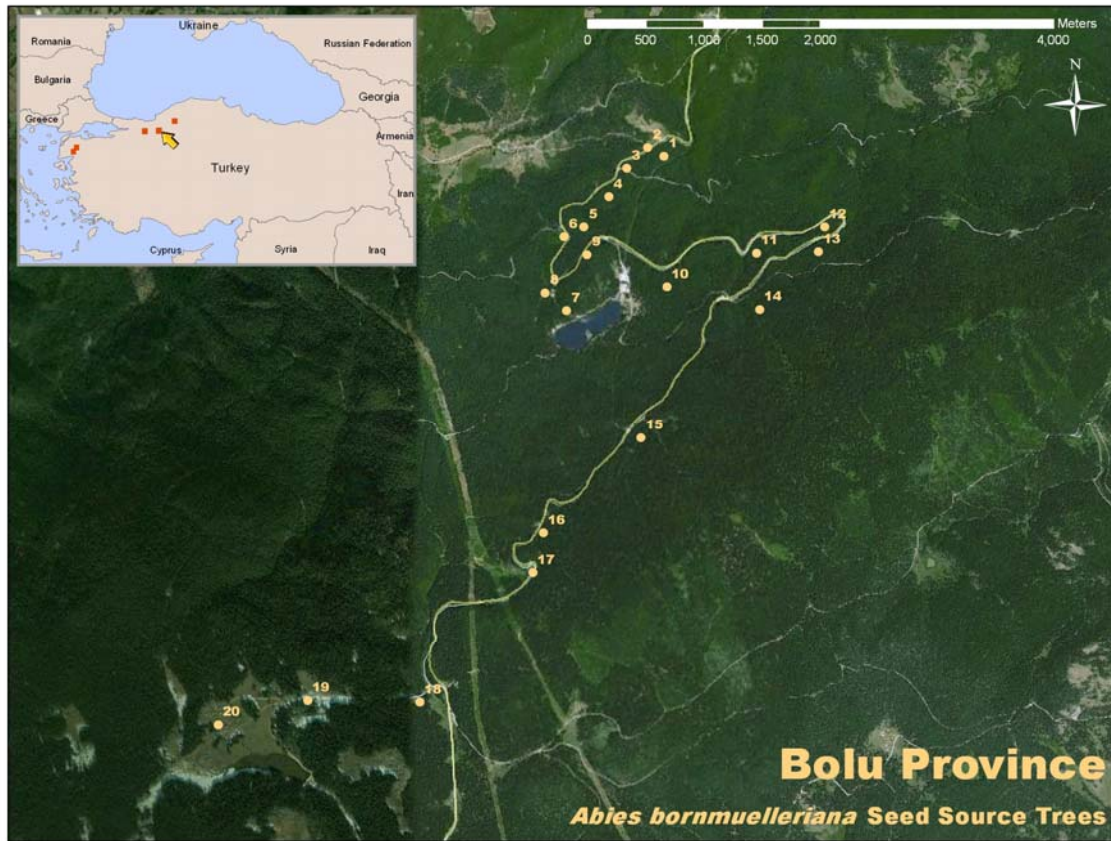 Ukraine
Romania
Russian Federation
Bulgaria
Georgia
Greece
Armenia
Turkey
Iran
Cyprus
Syria
Iraq
Meters
0 500 1,000 1,500 2,000 4,000
N
2
1
3
4
5
12
6
9
11
13
10
8
7
14
15
16
17
19
18
20
Bolu Province
Abies bornmuelleriana Seed Source Trees